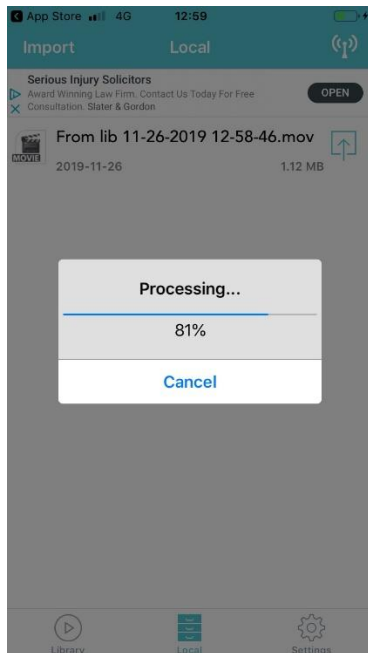 App Store 4G 12:59
Import Local
Serious Injury Solicitors
Award Winning Law Firm, Contact Us Today For Free
Consultation. Slater & Gordon
OPEN
From lib 11-26-2019 12-58-46.mov
MOVIE
2019-11-26 1.12 MB
Processing...
81%
Cancel
Library Local Settings